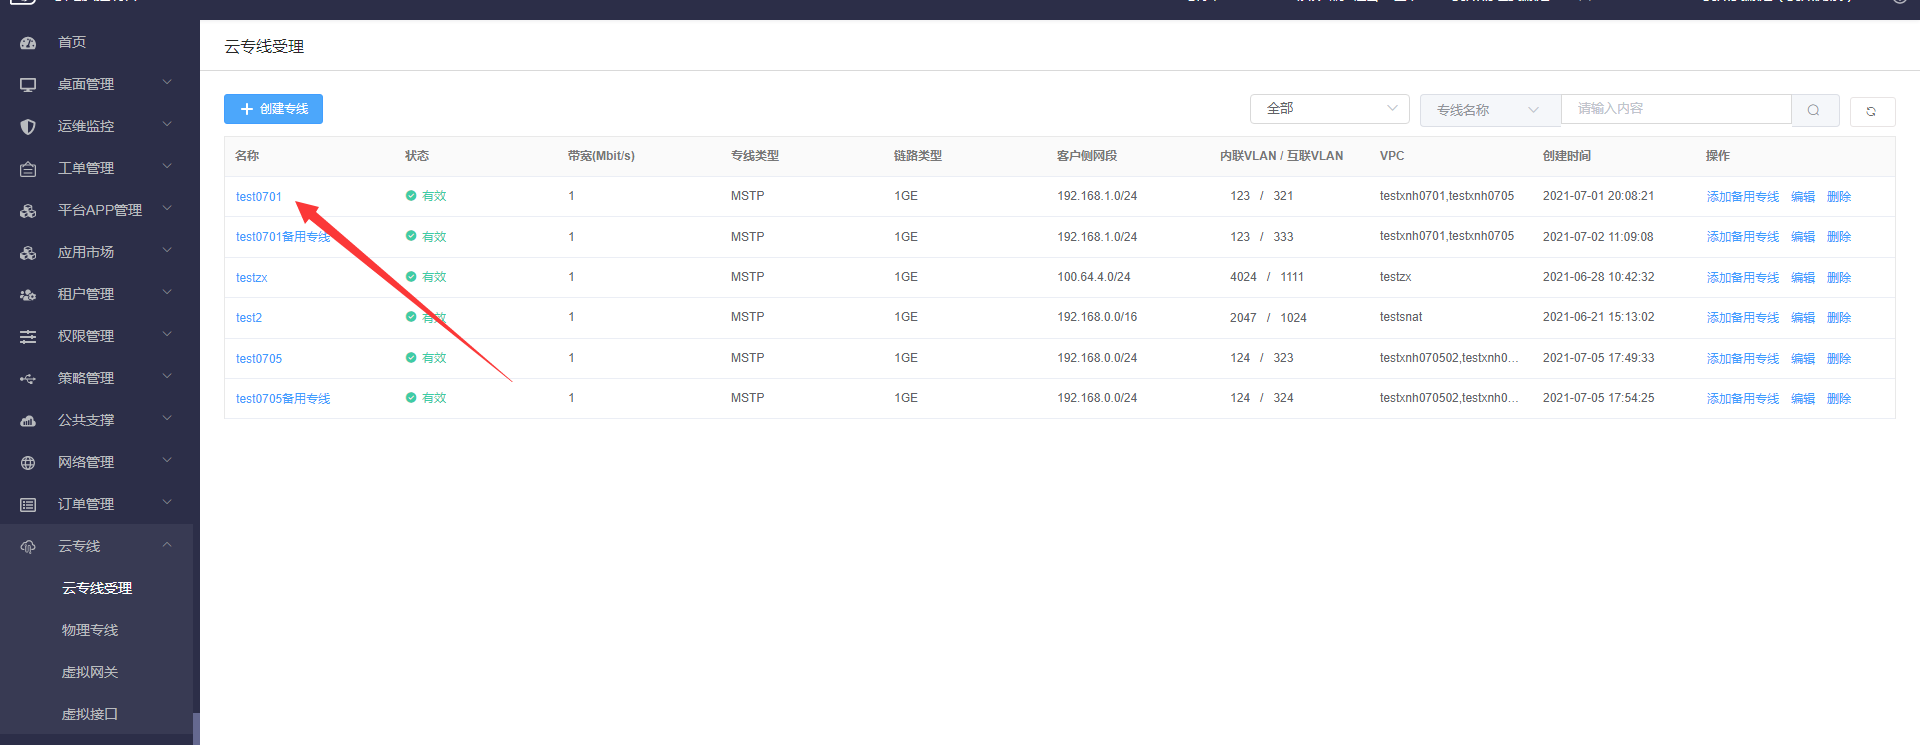 首页
桌面管理
运维监控
工单管理
平台APP管理
应用市场
租户管理
权限管理
策略管理
公共支撑
网络管理
订单管理
云专线
云专线受理
物理专线
虚拟网关
虚拟接口
云专线受理
创建专线
全部 专线名称 请输入内容
名称 状态 带宽(Mbit/s) 专线类型 链路类型 客户侧网段 内联VLAN / 互联VLAN VPC 创建时间 操作
test0701 有效 1 MSTP 1GE 192.168.1.0/24 123 / 321 testxnh0701,testxnh0705 2021-07-01 20:08:21 添加备用专线 编辑 删除
test0701备用专线 有效 1 MSTP 1GE 192.168.1.0/24 123 / 333 testxnh0701,testxnh0705 2021-07-02 11:09:08 添加备用专线 编辑 删除
testzx 有效 1 MSTP 1GE 100.64.4.0/24 4024 / 1111 testzx 2021-06-28 10:42:32 添加备用专线 编辑 删除
test2 有效 1 MSTP 1GE 192.168.0.0/16 2047 / 1024 testsnat 2021-06-21 15:13:02 添加备用专线 编辑 删除
test0705 有效 1 MSTP 1GE 192.168.0.0/24 124 / 323 testxnh070502,testxnh0... 2021-07-05 17:49:33 添加备用专线 编辑 删除
test0705备用专线 有效 1 MSTP 1GE 192.168.0.0/24 124 / 324 testxnh070502,testxnh0... 2021-07-05 17:54:25 添加备用专线 编辑 删除